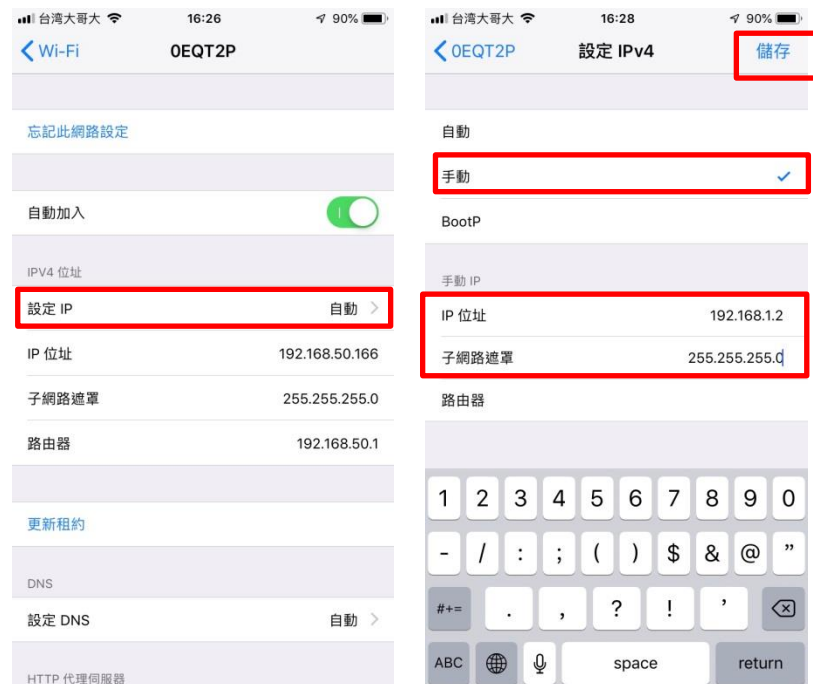 台湾大哥大 16:26 90%
Wi-Fi 0EQT2P
忘記此網路設定
自動加入
IPV4 位址
設定 IP 自動
IP 位址 192.168.50.166
子網路遮罩 255.255.255.0
路由器 192.168.50.1
更新租約
DNS
設定 DNS 自動
HTTP 代理伺服器
台湾大哥大 16:28 90%
0EQT2P 設定 IPv4 儲存
自動
手動
BootP
手動 IP
IP 位址 192.168.1.2
子網路遮罩 255.255.255.0
路由器
1 2 3 4 5 6 7 8 9 0
- / : ; ( ) $ & @ ”
#+= . , ? ! ’
ABC space return